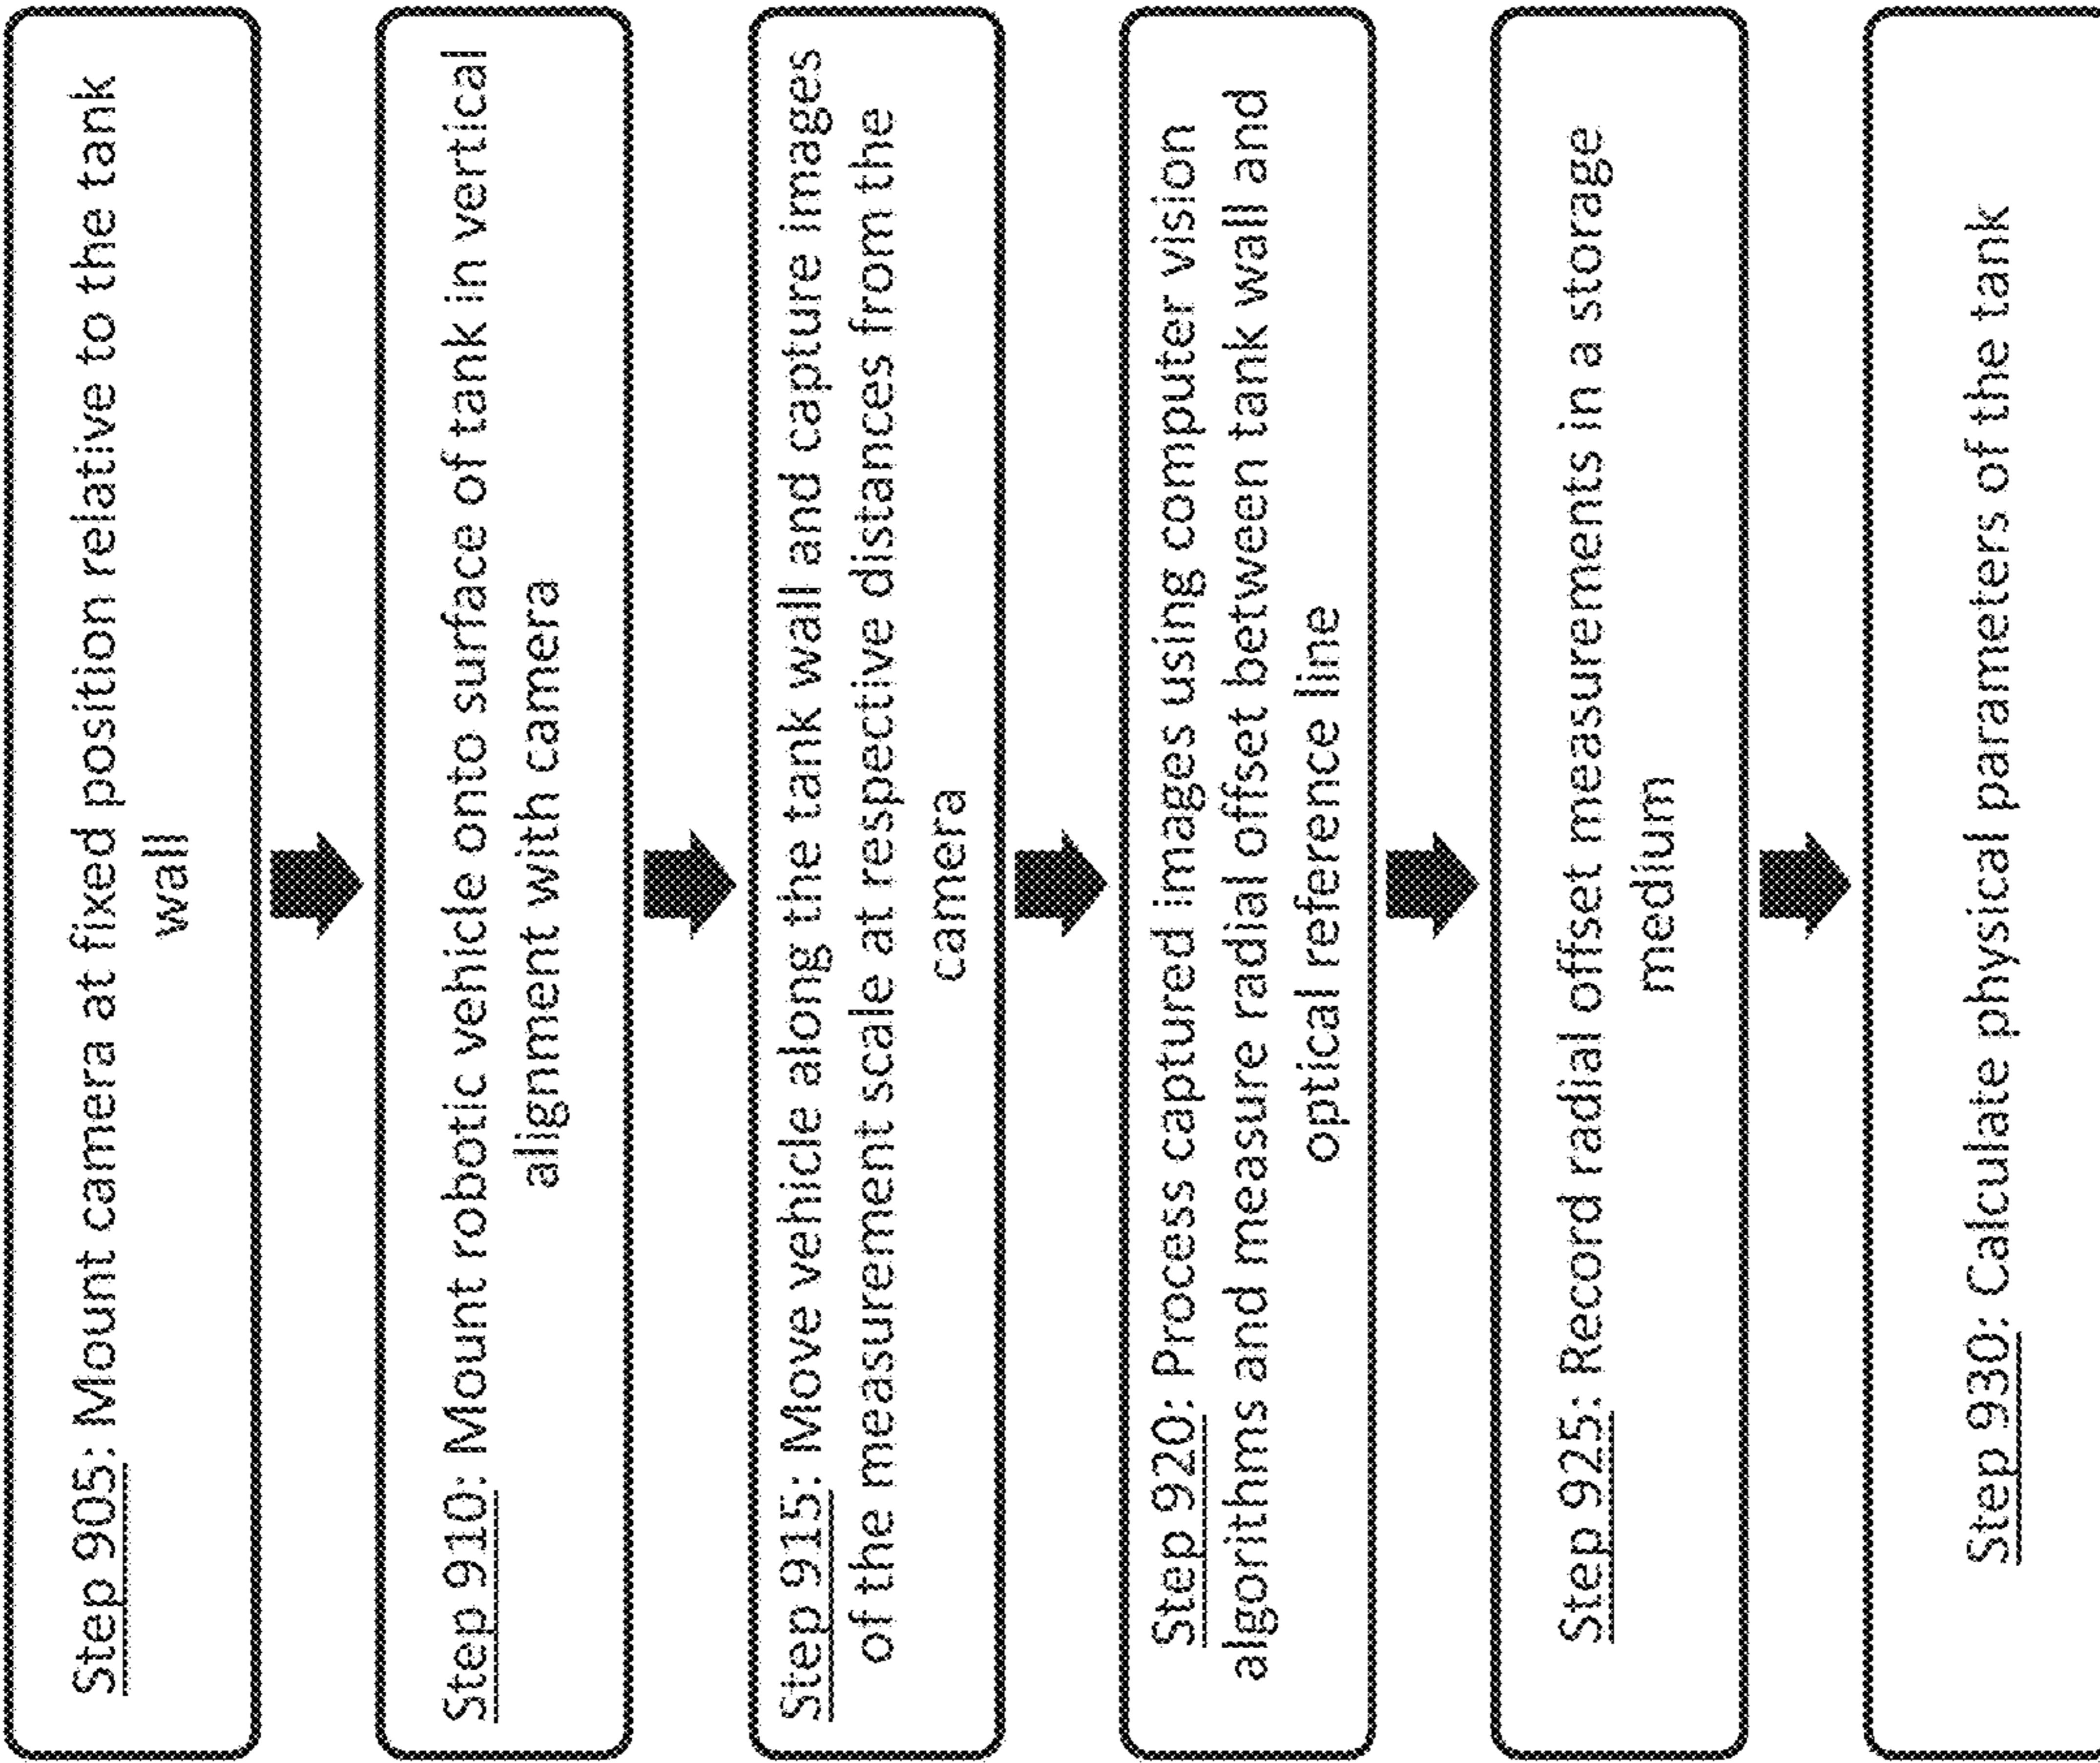 Step 905: Mount camera at fixed position relative to the tank
wall
Step 910: Mount robotic vehicle onto surface of tank in vertical
alignment with camera
Step 915: Move vehicle along the tank wall and capture images
of the measurement scale at respective distances from the
camera
Step 920: Process captured images using computer vision
algorithms and measure radial offset between tank wall and
optical reference line
Step 925: Record radial offset measurements in a storage
medium
Step 930: Calculate physical parameters of the tank